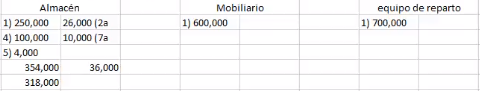 Almacén Mobiliario equipo de reparto
1) 250,000 26,000 (2a 1) 600,000 1) 700,000
4) 100,000 10,000 (7a
5) 4,000
354,000 36,000
318,000